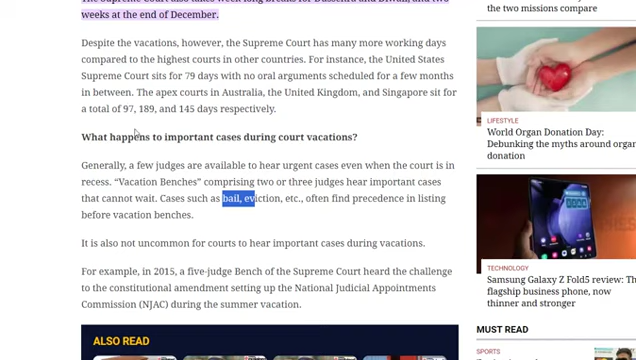 The Supreme Court also takes week long breaks for Dussehra and Diwali, and two
weeks at the end of December.
Despite the vacations, however, the Supreme Court has many more working days
compared to the highest courts in other countries. For instance, the United States
Supreme Court sits for 79 days with no oral arguments scheduled for a few months
in between. The apex courts in Australia, the United Kingdom, and Singapore sit for
a total of 97, 189, and 145 days respectively.
What happens to important cases during court vacations?
Generally, a few judges are available to hear urgent cases even when the court is in
recess. “Vacation Benches” comprising two or three judges hear important cases
that cannot wait. Cases such as bail, eviction, etc., often find precedence in listing
before vacation benches.
It is also not uncommon for courts to hear important cases during vacations.
For example, in 2015, a five-judge Bench of the Supreme Court heard the challenge
to the constitutional amendment setting up the National Judicial Appointments
Commission (NJAC) during the summer vacation.
ALSO READ
the two missions compare
LIFESTYLE
World Organ Donation Day:
Debunking the myths around organ
donation
TECHNOLOGY
Samsung Galaxy Z Fold5 review: Th
flagship business phone, now
thinner and stronger
MUST READ
SPORTS